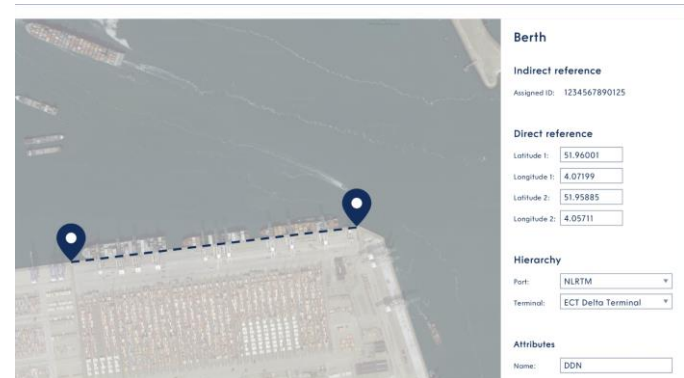 Berth
Indirect reference
Assigned ID: 1234567890125
Direct reference
Latitude 1: 51.96001
Longitude 1: 4.07199
Latitude 2: 51.95885
Longitude 2: 4.05711
Hierarchy
Port: NLRTM
Terminal: ECT Delta Terminal
Attributes
Name: DDN